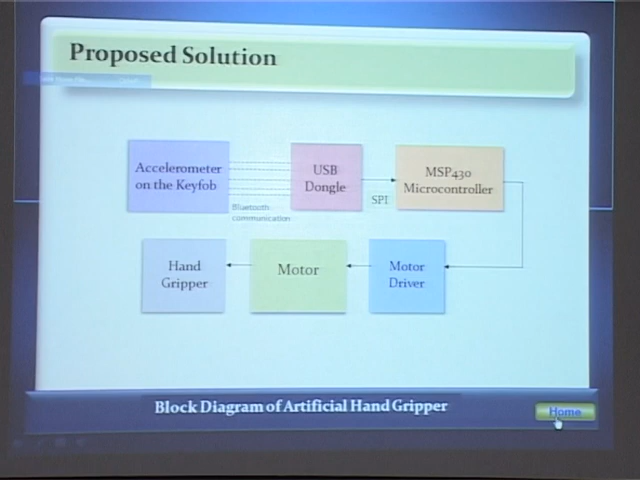 Proposed Solution
Accelerometer
on the Keyfob
USB
Dongle
MSP430
Microcontroller
SPI
Bluetooth
communication
Hand
Gripper
Motor
Motor
Driver
Block Diagram of Artificial Hand Gripper
Home